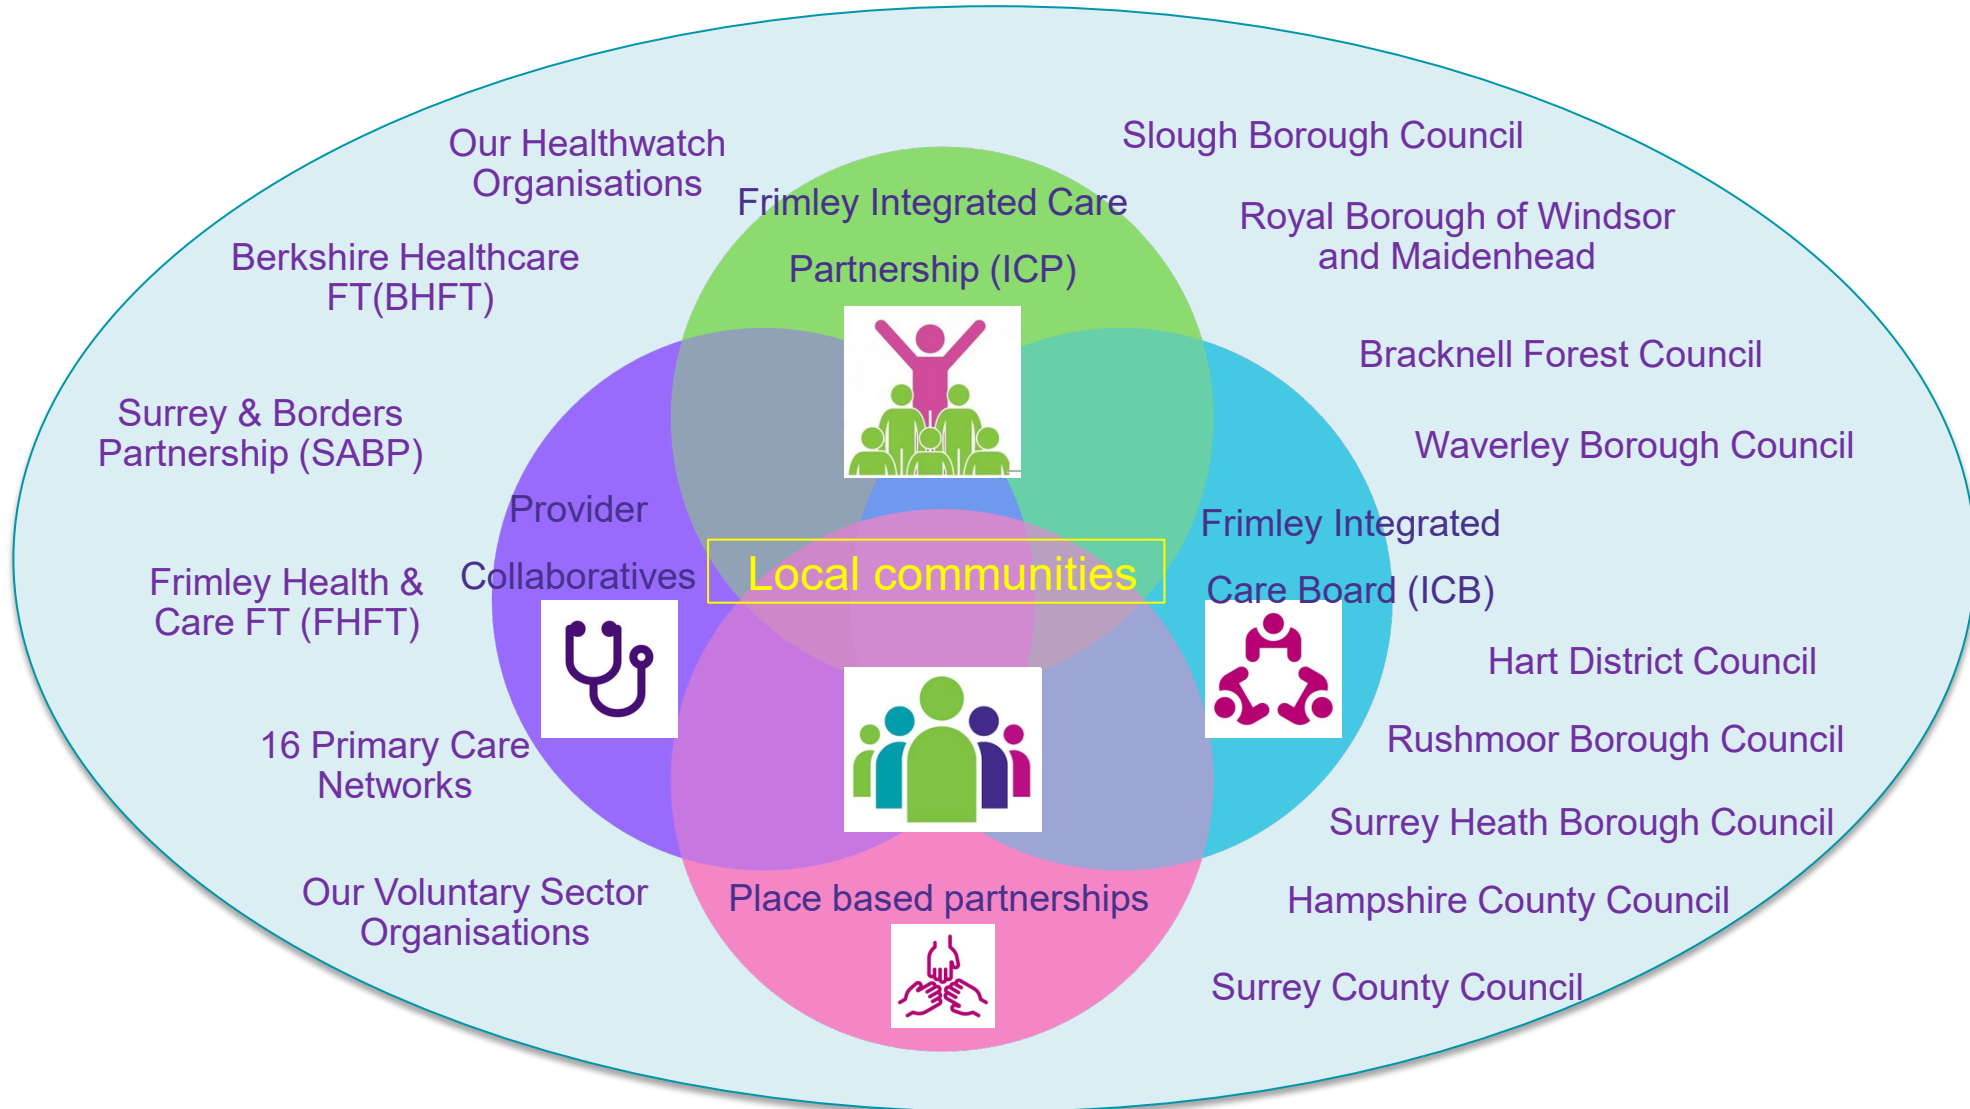 Our Healthwatch
Organisations
Berkshire Healthcare
FT(BHFT)
Surrey & Borders
Partnership (SABP)
Frimley Health &
Care FT (FHFT)
16 Primary Care
Networks
Our Voluntary Sector
Organisations
Frimley Integrated Care
Partnership (ICP)
Provider
Collaboratives
Local communities
Frimley Integrated
Care Board (ICB)
Place based partnerships
Slough Borough Council
Royal Borough of Windsor
and Maidenhead
Bracknell Forest Council
Waverley Borough Council
Hart District Council
Rushmoor Borough Council
Surrey Heath Borough Council
Hampshire County Council
Surrey County Council